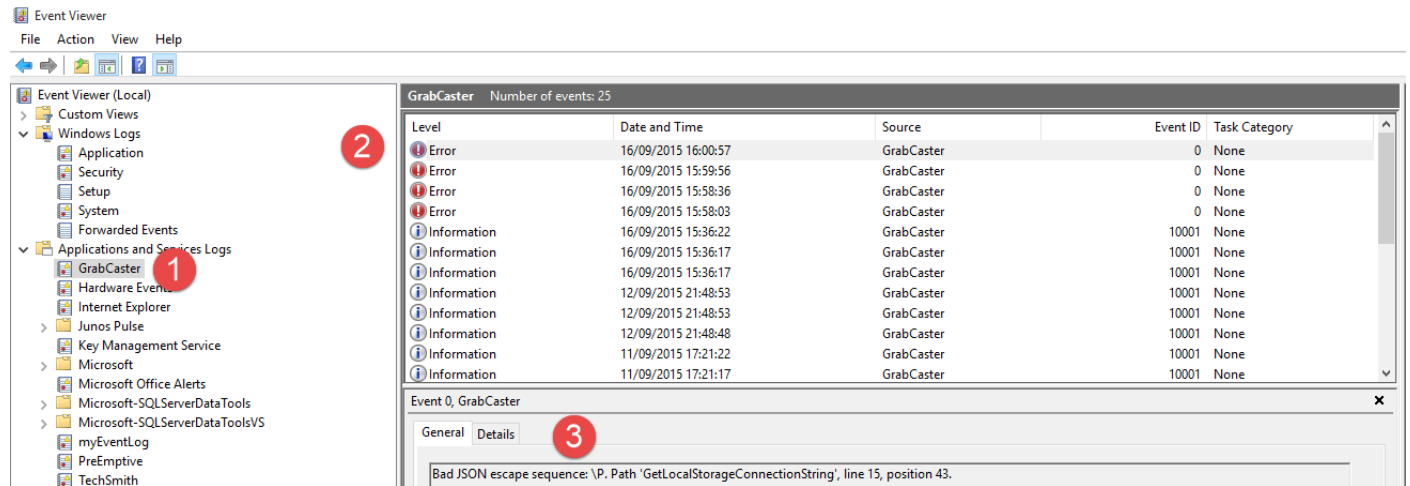 Event Viewer
File Action View Help
Event Viewer (Local)
Custom Views
Windows Logs
Application
Security
Setup
System
Forwarded Events
Applications and Services Logs
GrabCaster
Hardware Events
Internet Explorer
Junos Pulse
Key Management Service
Microsoft
Microsoft Office Alerts
Microsoft-SQLServerDataTools
Microsoft-SQLServerDataToolsVS
myEventLog
PreEmptive
TechSmith
1
2
GrabCaster Number of events: 25
Level Date and Time Source Event ID Task Category
Error 16/09/2015 16:00:57 GrabCaster 0 None
Error 16/09/2015 15:59:56 GrabCaster 0 None
Error 16/09/2015 15:58:36 GrabCaster 0 None
Error 16/09/2015 15:58:03 GrabCaster 0 None
Information 16/09/2015 15:36:22 GrabCaster 10001 None
Information 16/09/2015 15:36:17 GrabCaster 10001 None
Information 16/09/2015 15:36:17 GrabCaster 10001 None
Information 12/09/2015 21:48:53 GrabCaster 10001 None
Information 12/09/2015 21:48:53 GrabCaster 10001 None
Information 12/09/2015 21:48:48 GrabCaster 10001 None
Information 11/09/2015 17:21:22 GrabCaster 10001 None
Information 11/09/2015 17:21:17 GrabCaster 10001 None
Event 0, GrabCaster
General Details
3
Bad JSON escape sequence: \P. Path 'GetLocalStorageConnectionString', line 15, position 43.